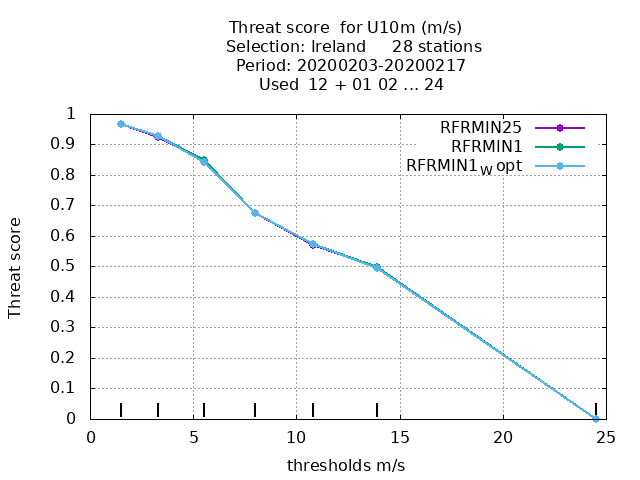 Threat score  for U10m (m/s)
Selection: Ireland     28 stations
Period: 20200203-20200217
Used  12 + 01 02 ... 24
RFRMIN25
RFRMIN1
RFRMIN1W opt
Threat score
1
0.9
0.8
0.7
0.6
0.5
0.4
0.3
0.2
0.1
0
0 5 10 15 20 25
thresholds m/s